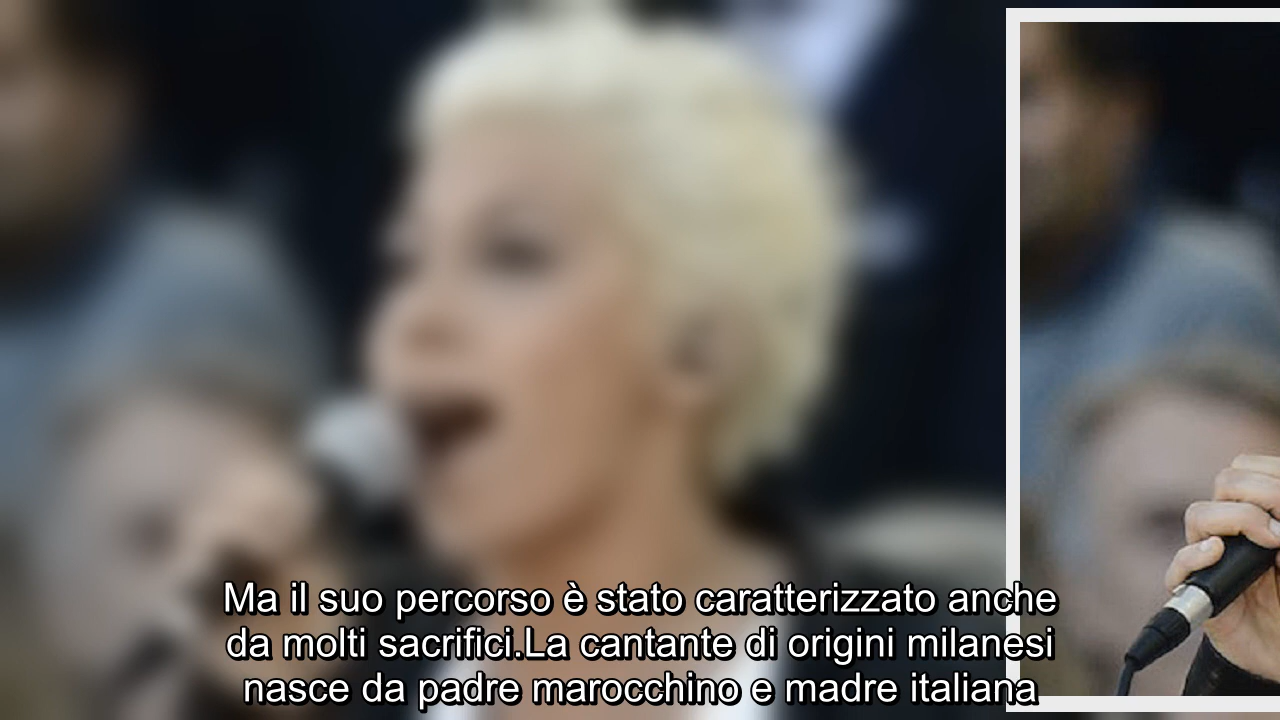 Ma il suo percorso è stato caratterizzato anche
da molti sacrifici.La cantante di origini milanesi
nasce da padre marocchino e madre italiana